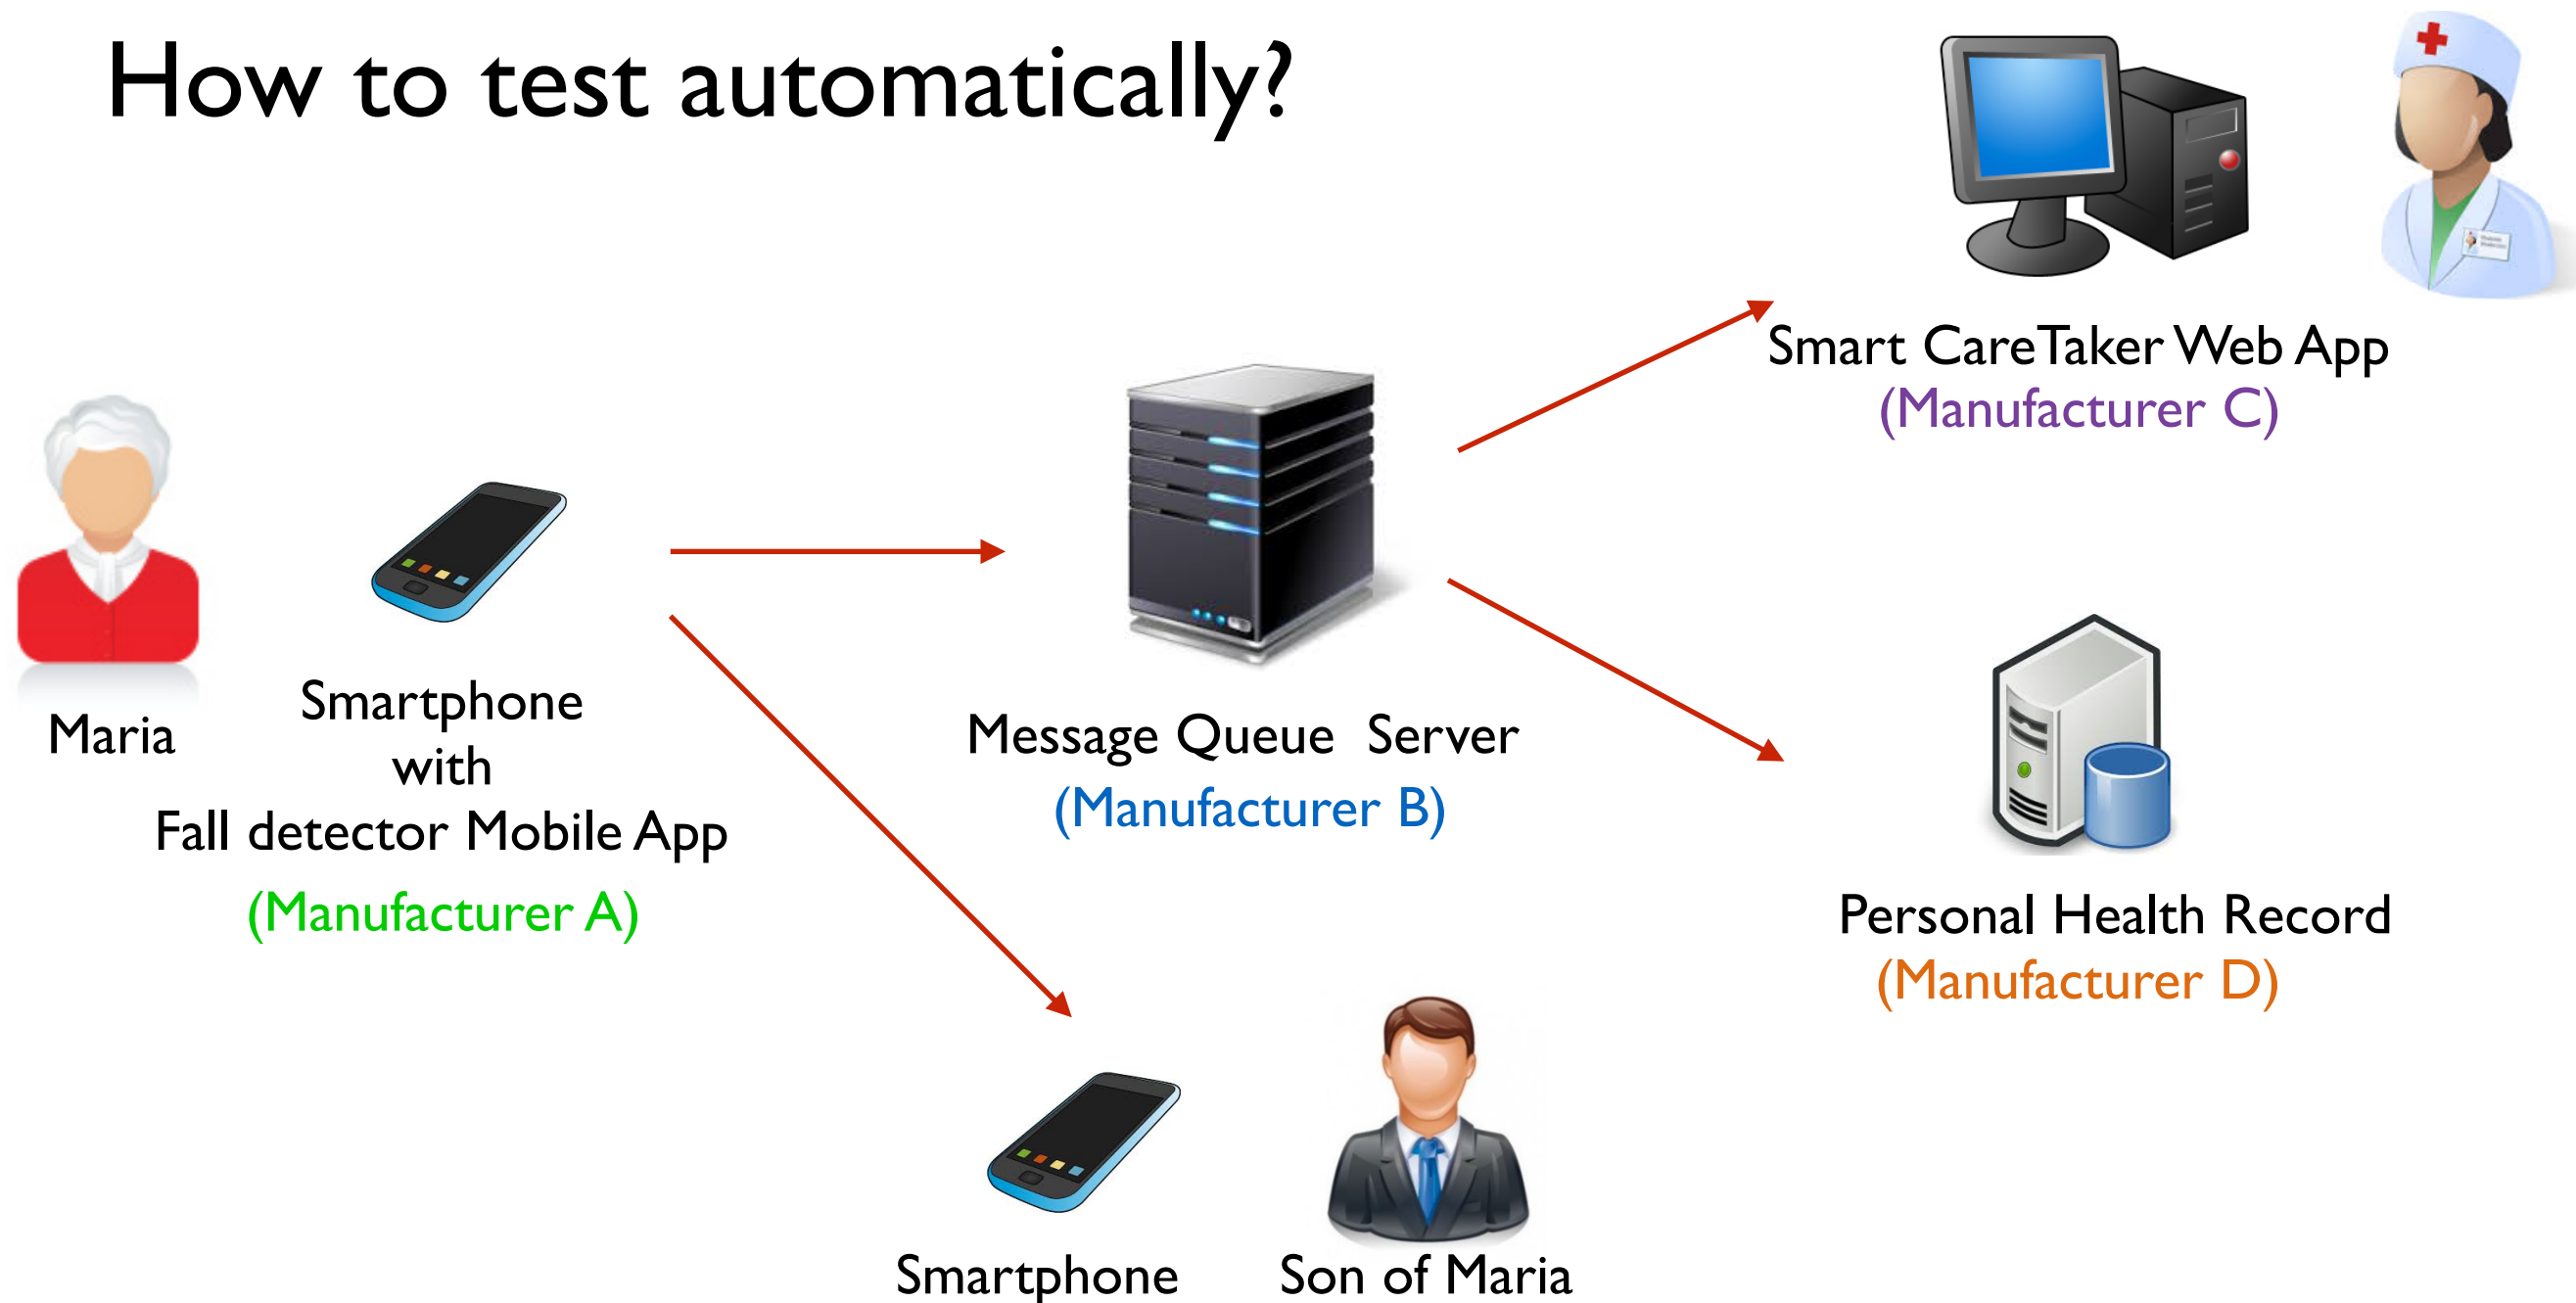 How to test automatically?
Smart CareTaker Web App
(Manufacturer C)
Maria
Smartphone
with
Fall detector Mobile App
(Manufacturer A)
Message Queue Server
(Manufacturer B)
Personal Health Record
(Manufacturer D)
Smartphone
Son of Maria